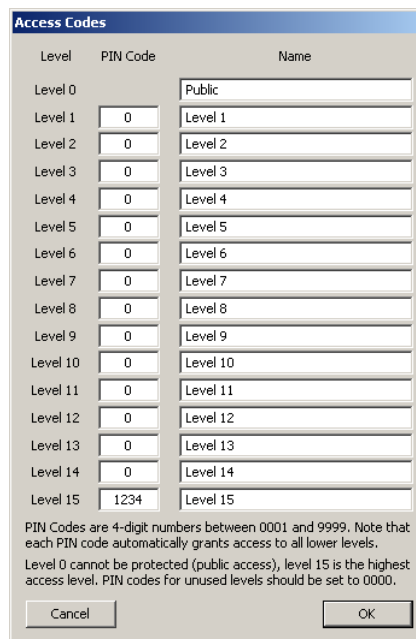 Access Codes
Level PIN Code Name
Level 0 Public
Level 1 0 Level 1
Level 2 0 Level 2
Level 3 0 Level 3
Level 4 0 Level 4
Level 5 0 Level 5
Level 6 0 Level 6
Level 7 0 Level 7
Level 8 0 Level 8
Level 9 0 Level 9
Level 10 0 Level 10
Level 11 0 Level 11
Level 12 0 Level 12
Level 13 0 Level 13
Level 14 0 Level 14
Level 15 1234 Level 15
PIN Codes are 4-digit numbers between 0001 and 9999. Note that
each PIN code automatically grants access to all lower levels.
Level 0 cannot be protected (public access), level 15 is the highest
access level. PIN codes for unused levels should be set to 0000.
Cancel OK